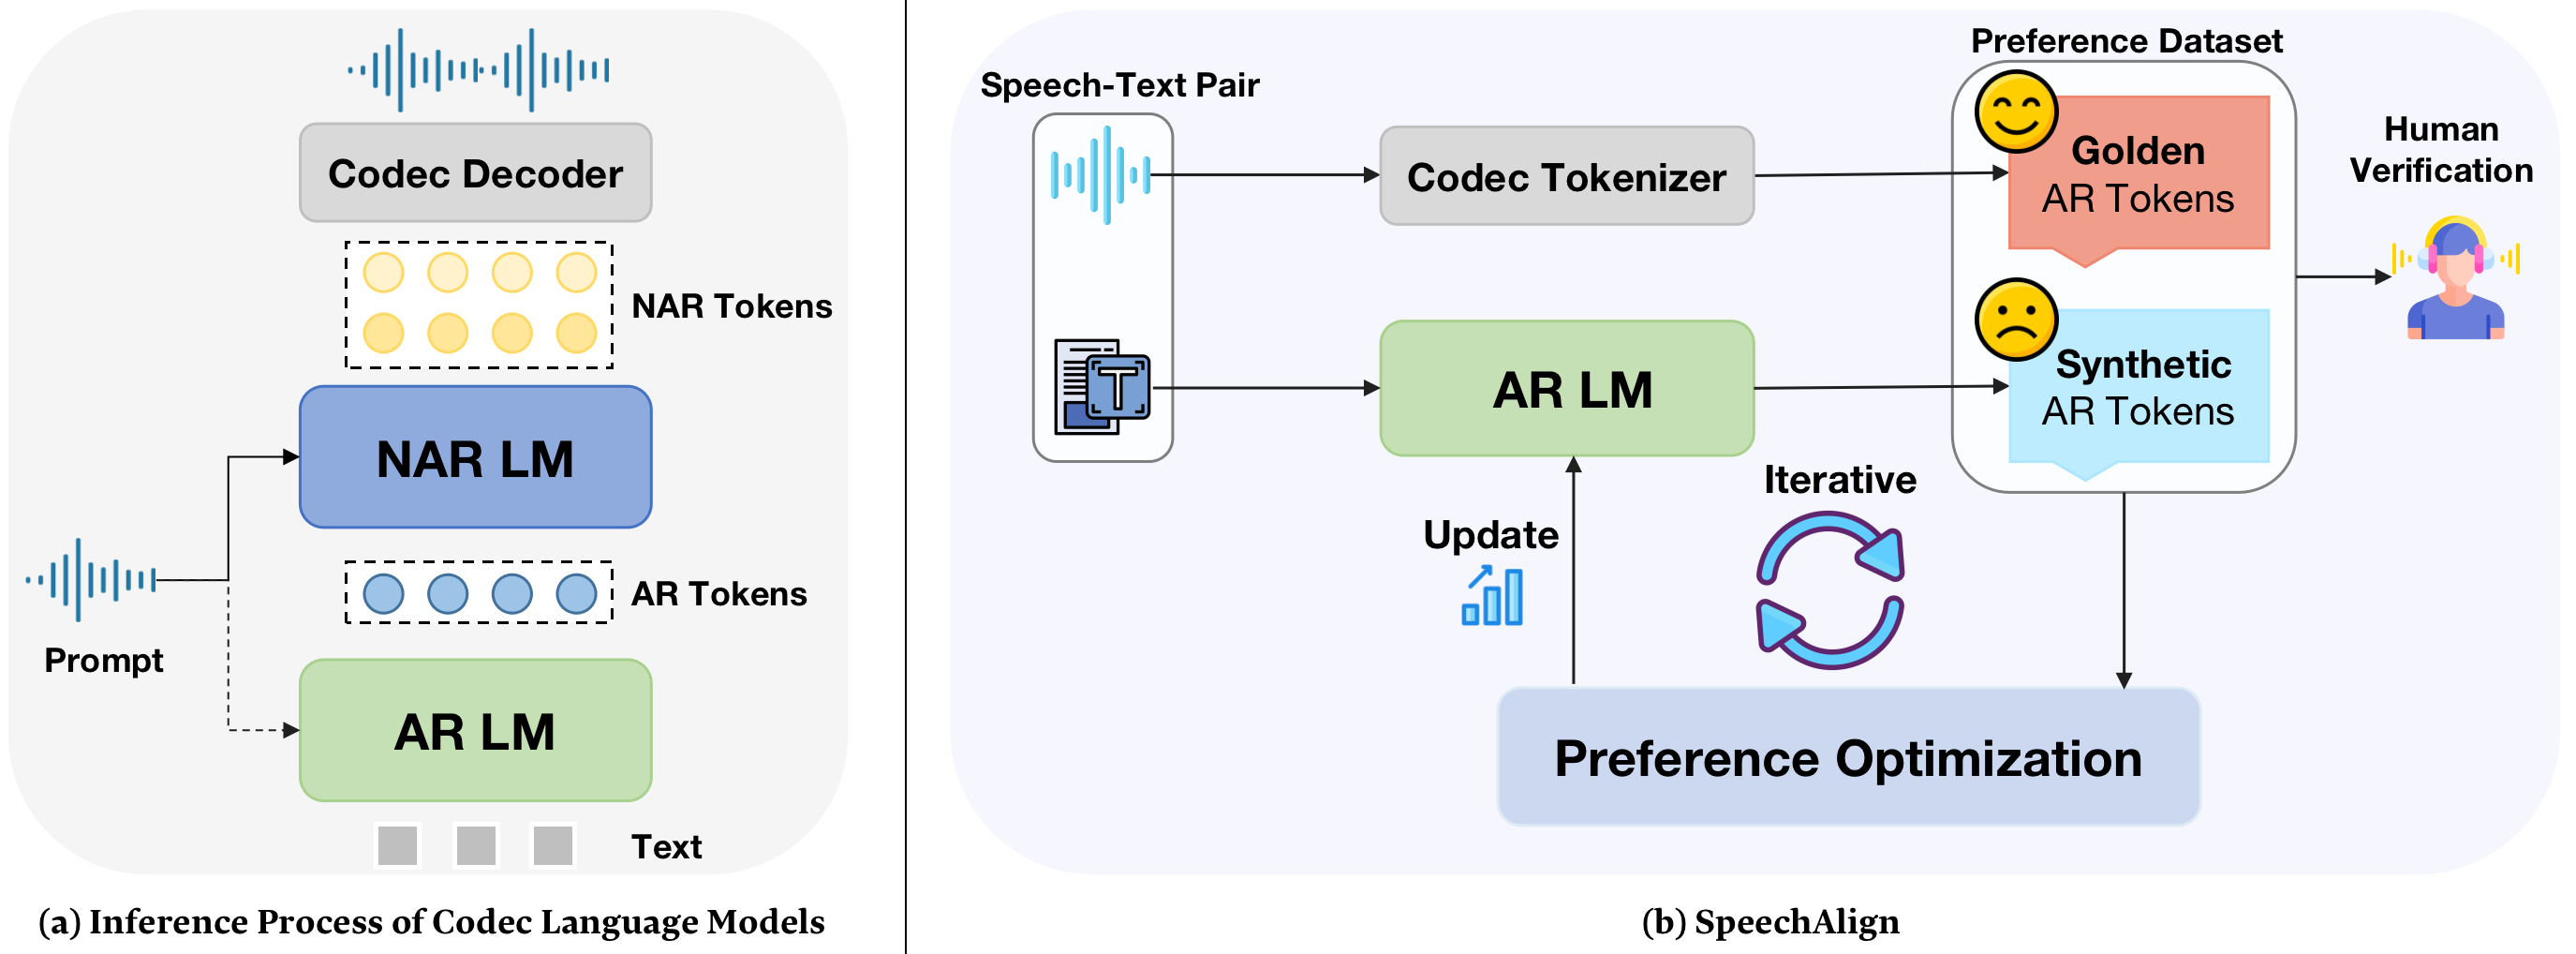 Codec Decoder
NAR Tokens
NAR LM
AR Tokens
Prompt
AR LM
Text
(a) Inference Process of Codec Language Models
Preference Dataset
Speech-Text Pair
Codec Tokenizer
Golden
AR Tokens
Human
Verification
T
AR LM
Synthetic
AR Tokens
Iterative
Update
Preference Optimization
(b) SpeechAlign